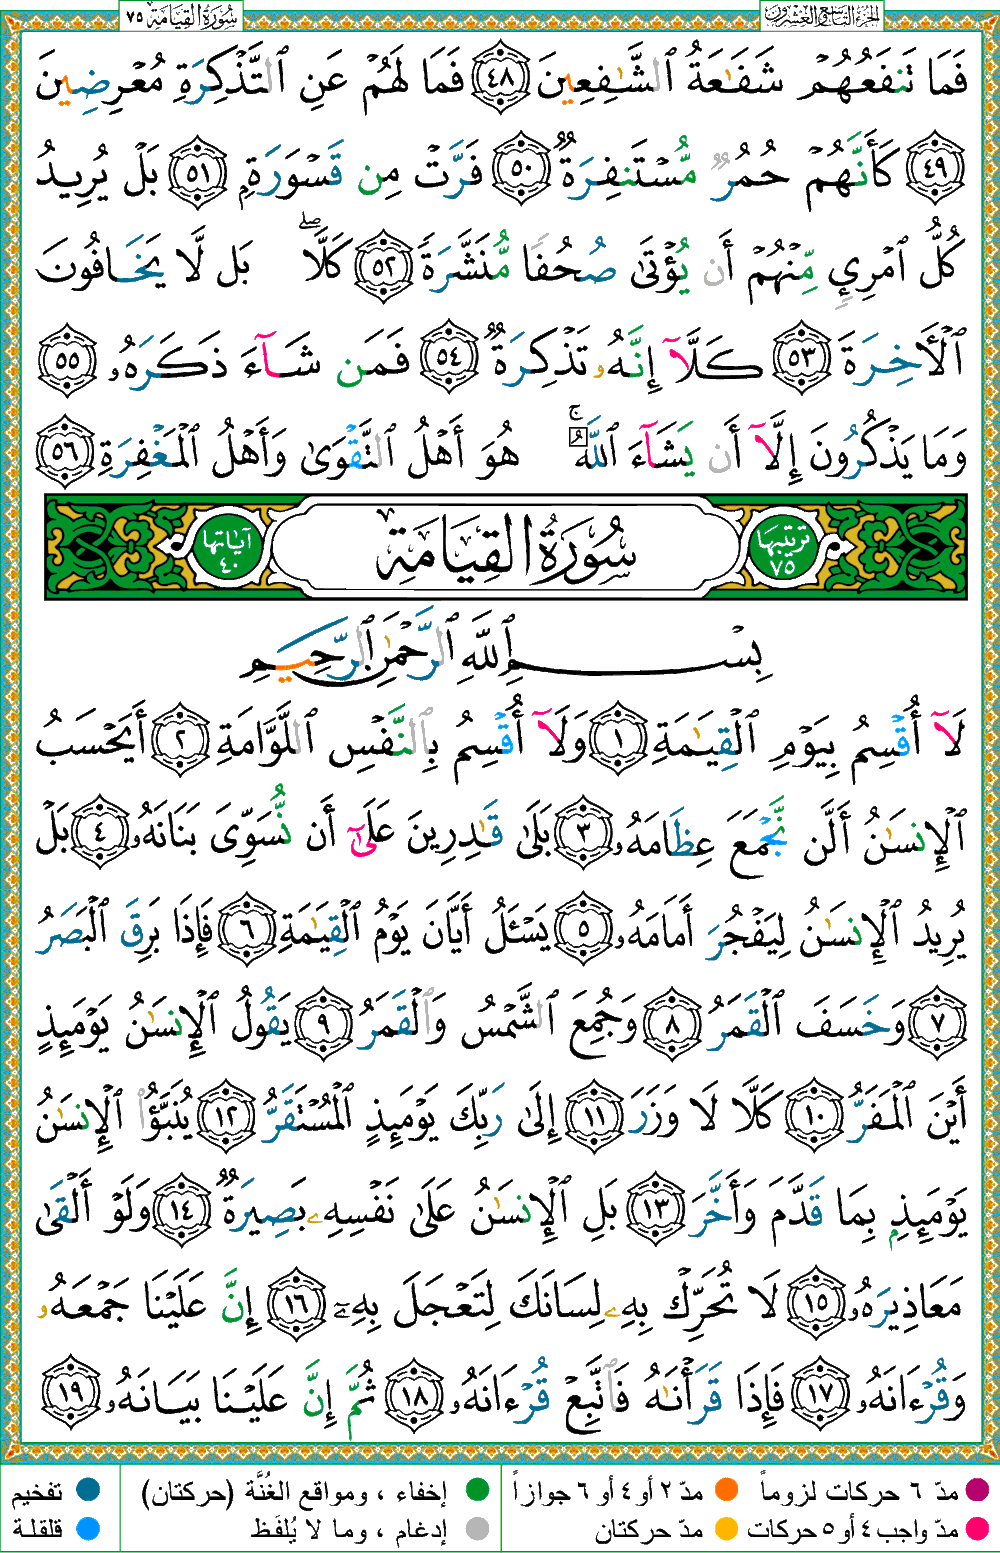 سُورَةُ القِيَامَةِ ٧٥
الجزء التاسع والعشرون
فَمَا تَنفَعُهُمْ شَفَـٰعَةُ ٱلشَّـٰفِعِينَ ٤٨ فَمَا لَهُمْ عَنِ ٱلتَّذْكِرَةِ مُعْرِضِينَ
٤٩ كَأَنَّهُمْ حُمُرٌ مُّسْتَنفِرَةٌ ٥٠ فَرَّتْ مِن قَسْوَرَةٍۭ ٥١ بَلْ يُرِيدُ
كُلُّ ٱمْرِئٍ مِّنْهُمْ أَن يُؤْتَىٰ صُحُفًا مُّنَشَّرَةً ٥٢ كَلَّاۖ بَل لَّا يَخَافُونَ
ٱلْـَٔاخِرَةَ ٥٣ كَلَّآ إِنَّهُۥ تَذْكِرَةٌ ٥٤ فَمَن شَآءَ ذَكَرَهُۥ ٥٥
وَمَا يَذْكُرُونَ إِلَّآ أَن يَشَآءَ ٱللَّهُۚ هُوَ أَهْلُ ٱلتَّقْوَىٰ وَأَهْلُ ٱلْمَغْفِرَةِ ٥٦
ترتيبها ٧٥ سُورَةُ القِيَامَةِ آياتها ٤٠
بِسْمِ ٱللَّهِ ٱلرَّحْمَـٰنِ ٱلرَّحِيمِ
لَآ أُقْسِمُ بِيَوْمِ ٱلْقِيَـٰمَةِ ١ وَلَآ أُقْسِمُ بِٱلنَّفْسِ ٱللَّوَّامَةِ ٢ أَيَحْسَبُ
ٱلْإِنسَـٰنُ أَلَّن نَّجْمَعَ عِظَامَهُۥ ٣ بَلَىٰ قَـٰدِرِينَ عَلَىٰٓ أَن نُّسَوِّىَ بَنَانَهُۥ ٤ بَلْ
يُرِيدُ ٱلْإِنسَـٰنُ لِيَفْجُرَ أَمَامَهُۥ ٥ يَسْـَٔلُ أَيَّانَ يَوْمُ ٱلْقِيَـٰمَةِ ٦ فَإِذَا بَرِقَ ٱلْبَصَرُ
٧ وَخَسَفَ ٱلْقَمَرُ ٨ وَجُمِعَ ٱلشَّمْسُ وَٱلْقَمَرُ ٩ يَقُولُ ٱلْإِنسَـٰنُ يَوْمَئِذٍ
أَيْنَ ٱلْمَفَرُّ ١٠ كَلَّا لَا وَزَرَ ١١ إِلَىٰ رَبِّكَ يَوْمَئِذٍ ٱلْمُسْتَقَرُّ ١٢ يُنَبَّؤُا۟ ٱلْإِنسَـٰنُ
يَوْمَئِذٍۭ بِمَا قَدَّمَ وَأَخَّرَ ١٣ بَلِ ٱلْإِنسَـٰنُ عَلَىٰ نَفْسِهِۦ بَصِيرَةٌ ١٤ وَلَوْ أَلْقَىٰ
مَعَاذِيرَهُۥ ١٥ لَا تُحَرِّكْ بِهِۦ لِسَانَكَ لِتَعْجَلَ بِهِۦٓ ١٦ إِنَّ عَلَيْنَا جَمْعَهُۥ
وَقُرْءَانَهُۥ ١٧ فَإِذَا قَرَأْنَـٰهُ فَٱتَّبِعْ قُرْءَانَهُۥ ١٨ ثُمَّ إِنَّ عَلَيْنَا بَيَانَهُۥ ١٩
مدّ ٦ حركات لزوماً مدّ ٢ أو ٤ أو ٦ جوازاً إخفاء ، ومواقع الغُنَّة (حركتان) تفخيم
مدّ واجب ٤ أو ٥ حركات مدّ حركتان إدغام ، وما لا يُلفَظ قلقلة